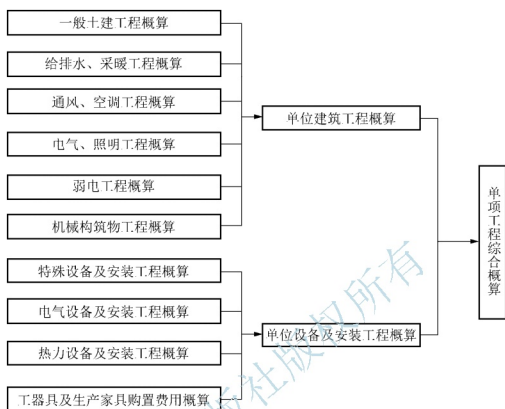 一般土建工程概算
给排水、采暖工程概算
通风、空调工程概算
电气、照明工程概算
弱电工程概算
机械构筑物工程概算
特殊设备及安装工程概算
电气设备及安装工程概算
热力设备及安装工程概算
工器具及生产家具购置费用概算
单位建筑工程概算
单位设备及安装工程概算
单项工程综合概算
社版权所有